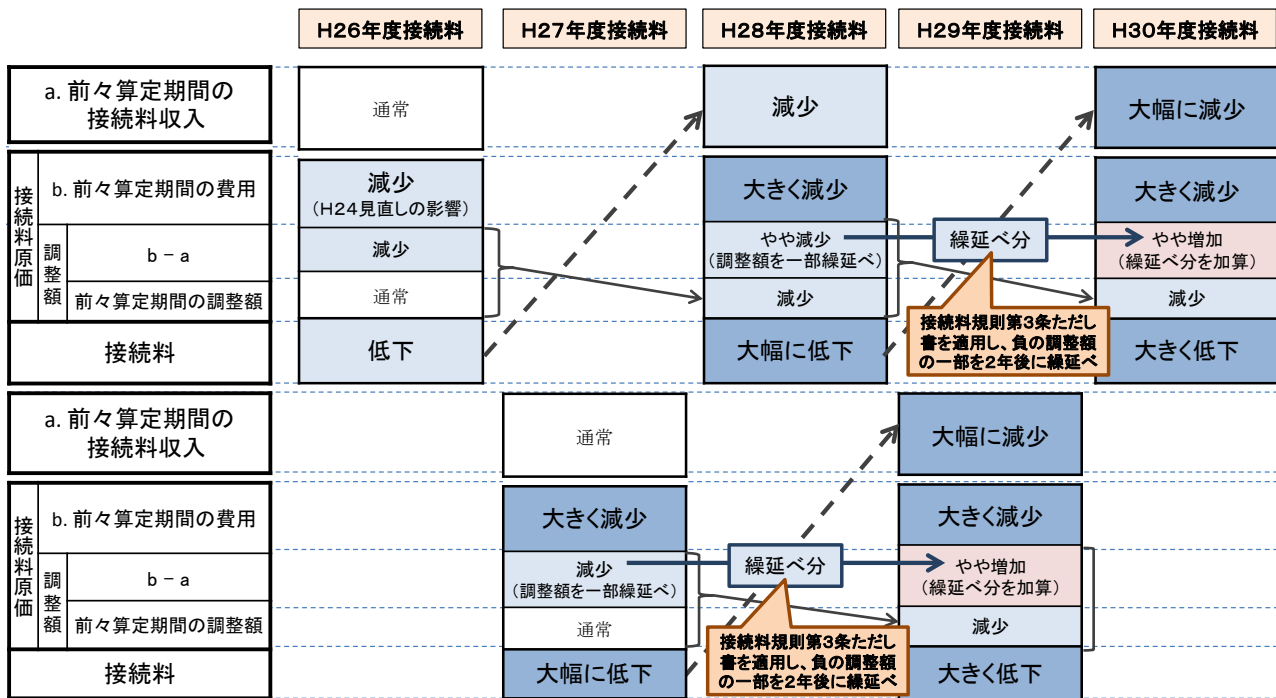 H26年度接続料
H27年度接続料
H28年度接続料
H29年度接続料
H30年度接続料
a. 前々算定期間の
接続料収入
通常
減少
大幅に減少
接続料原価
b. 前々算定期間の費用
減少
(H24見直しの影響)
大きく減少
大きく減少
調整額
b－a
減少
やや減少
(調整額を一部繰延べ)
繰延べ分
やや増加
(繰延べ分を加算)
前々算定期間の調整額
通常
減少
減少
接続料規則第3条ただし
書を適用し、負の調整額
の一部を2年後に繰延べ
接続料
低下
大幅に低下
大きく低下
a. 前々算定期間の
接続料収入
通常
大幅に減少
接続料原価
b. 前々算定期間の費用
大きく減少
大きく減少
調整額
b－a
減少
(調整額を一部繰延べ)
繰延べ分
やや増加
(繰延べ分を加算)
前々算定期間の調整額
通常
減少
接続料規則第3条ただし
書を適用し、負の調整額
の一部を2年後に繰延べ
接続料
大幅に低下
大きく低下